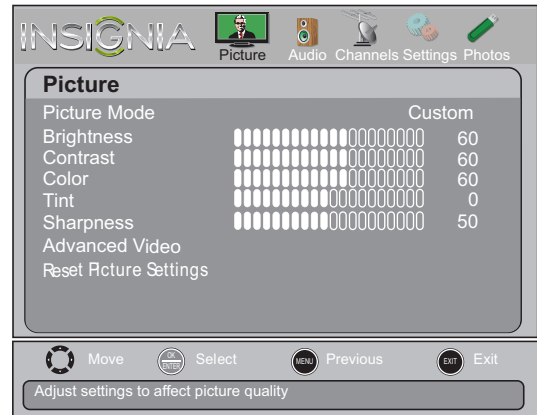 INSIGNIA
Picture Audio Channels Settings Photos
Picture
Picture Mode Custom
Brightness 60
Contrast 60
Color 60
Tint 0
Sharpness 50
Advanced Video
Reset Picture Settings
Move OK ENTER Select MENU Previous EXIT Exit
Adjust settings to affect picture quality